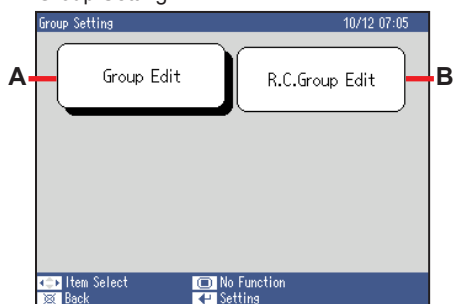 Group Setting 10/12 07:05
A Group Edit R.C.Group Edit B
Item Select No Function
Back Setting